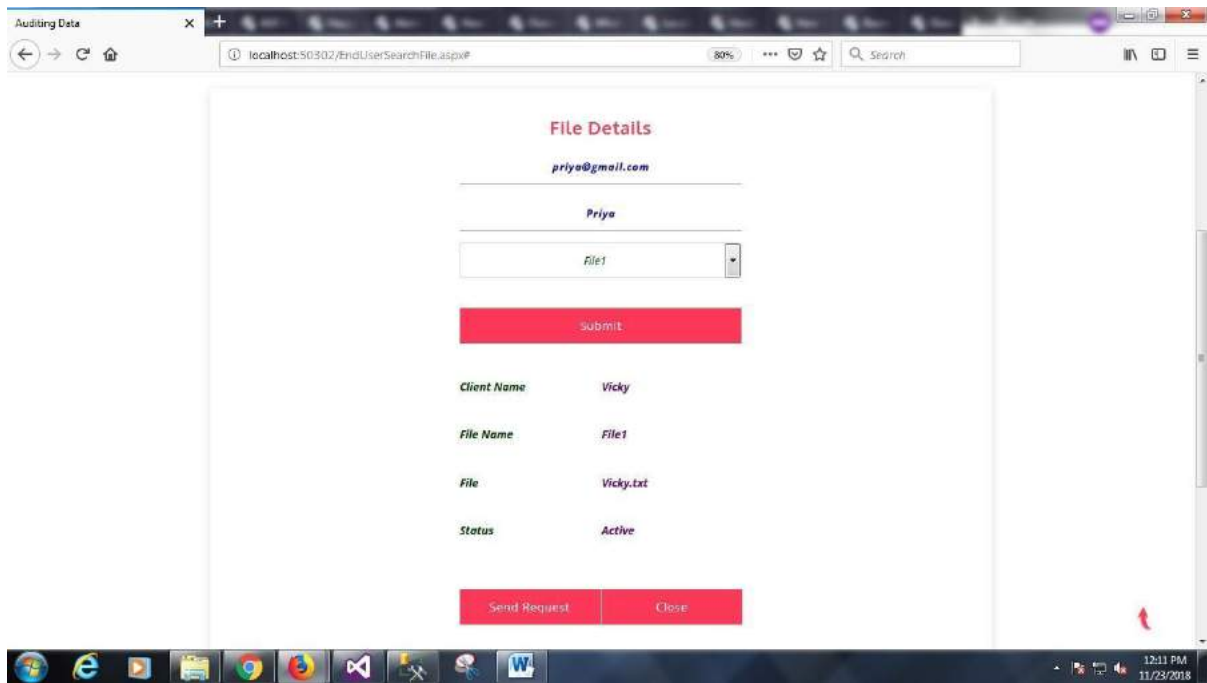 Auditing Data
localhost:50302/EndUserSearchFile.aspx#
80%
Search
File Details
priya@gmail.com
Priya
File1
Submit
Client Name Vicky
File Name File1
File Vicky.txt
Status Active
Send Request Close
12:11 PM
11/23/2018